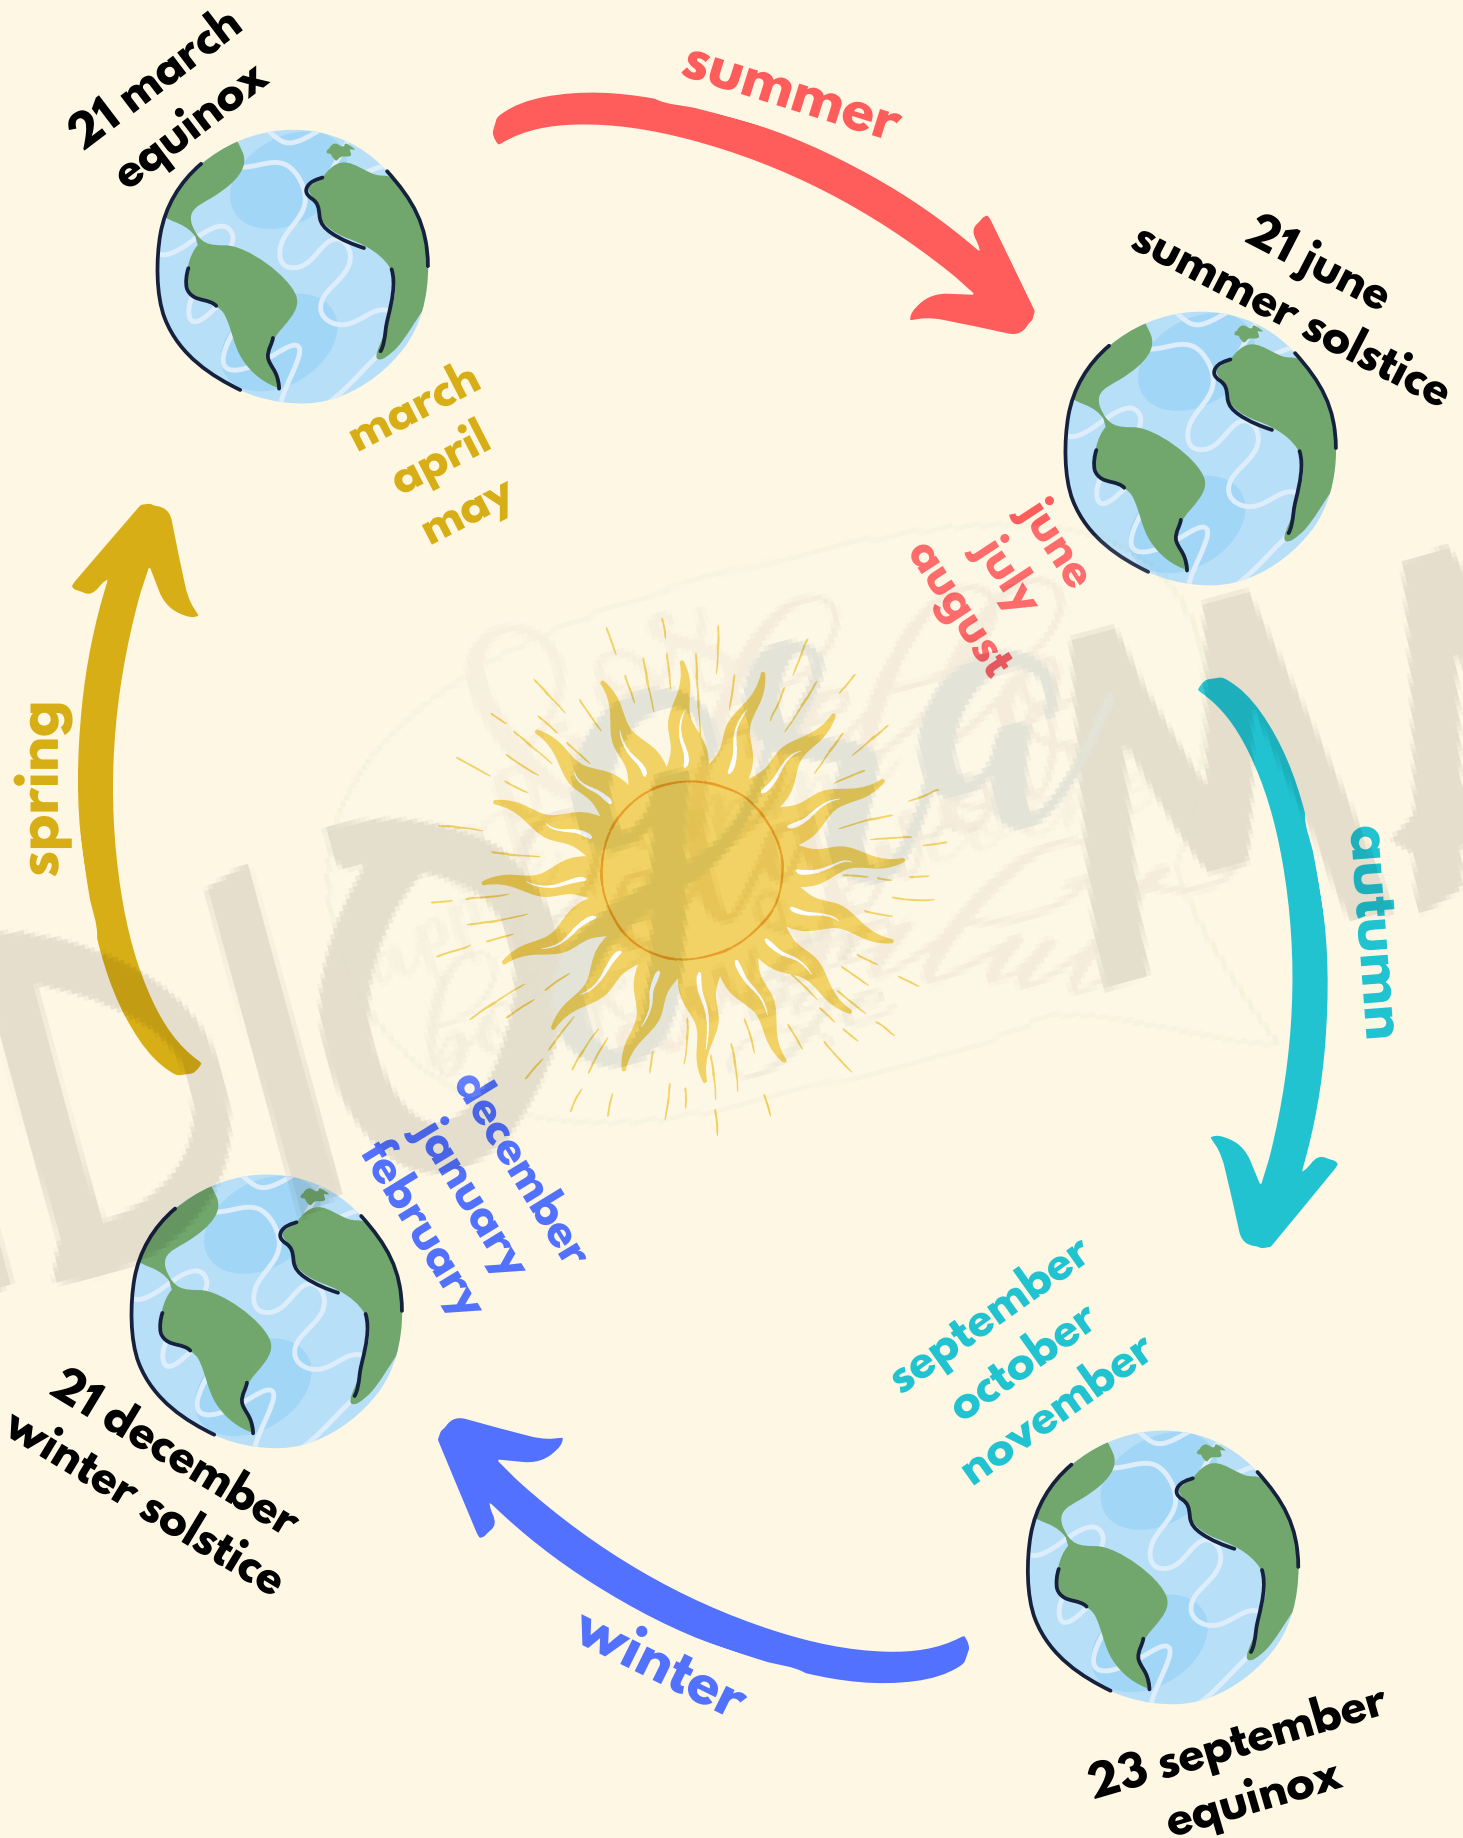 21 march
equinox
summer
21 june
summer solstice
march
april
may
june
july
august
spring
autumn
december
january
february
september
october
november
21 december
winter solstice
winter
23 september
equinox